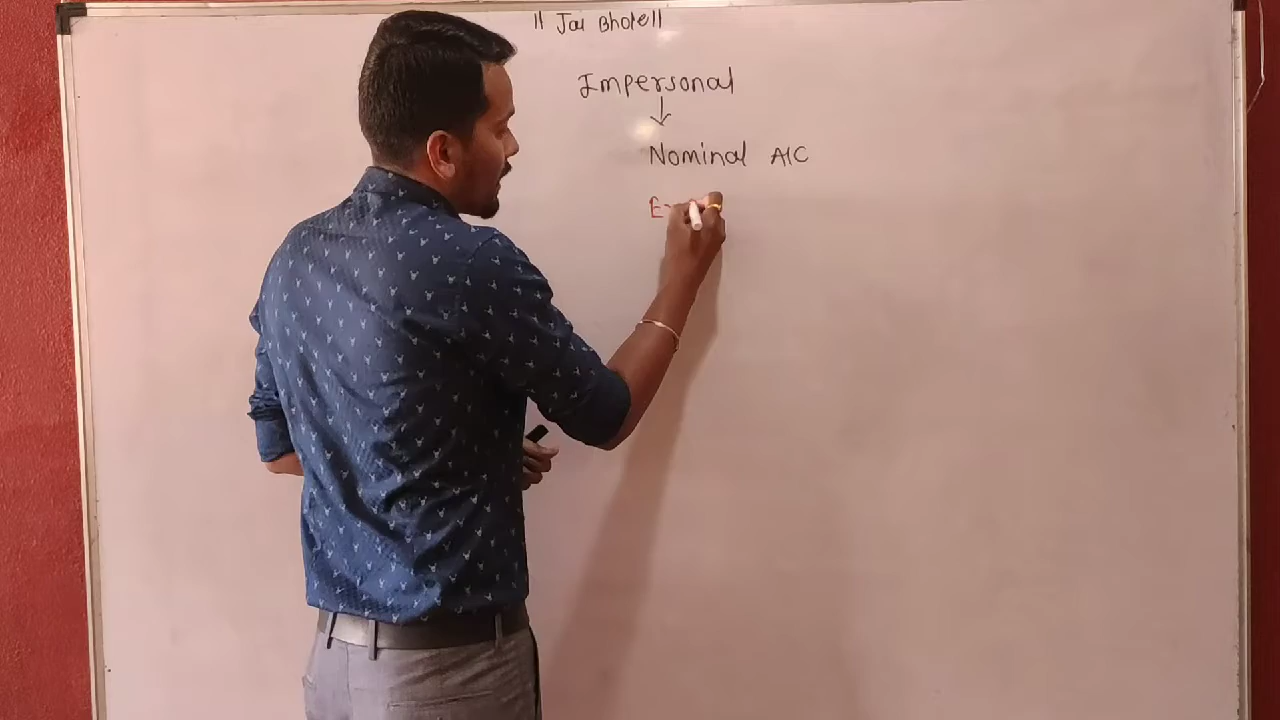 || Jai Bhole ||
Impersonal
↓
Nominal A/C